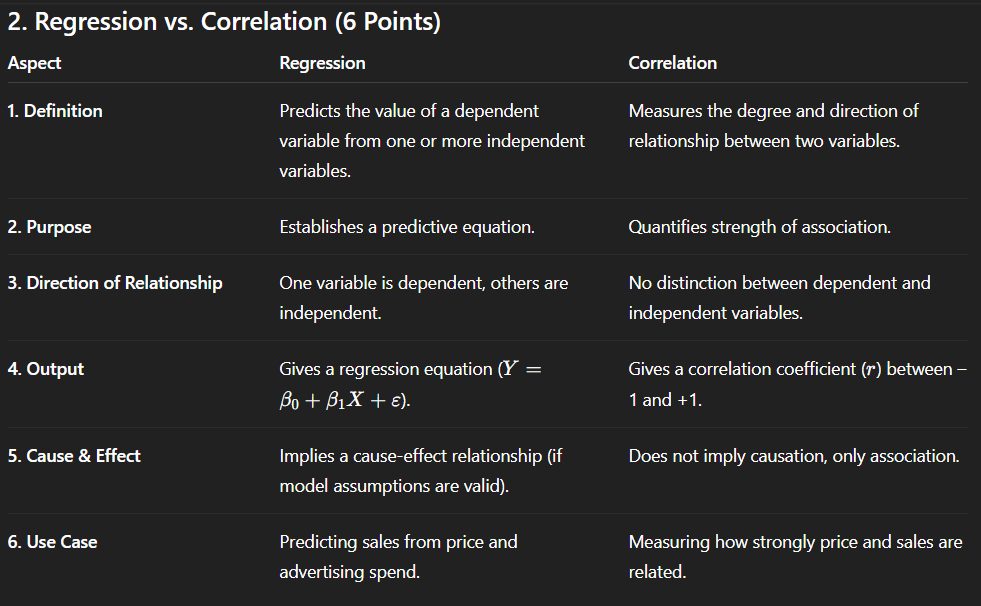 2. Regression vs. Correlation (6 Points)
Aspect Regression Correlation
1. Definition Predicts the value of a dependent Measures the degree and direction of
variable from one or more independent relationship between two variables.
variables.
2. Purpose Establishes a predictive equation. Quantifies strength of association.
3. Direction of Relationship One variable is dependent, others are No distinction between dependent and
independent. independent variables.
4. Output Gives a regression equation (Y = Gives a correlation coefficient (r) between –
β₀ + β₁X + ε). 1 and +1.
5. Cause & Effect Implies a cause-effect relationship (if Does not imply causation, only association.
model assumptions are valid).
6. Use Case Predicting sales from price and Measuring how strongly price and sales are
advertising spend. related.